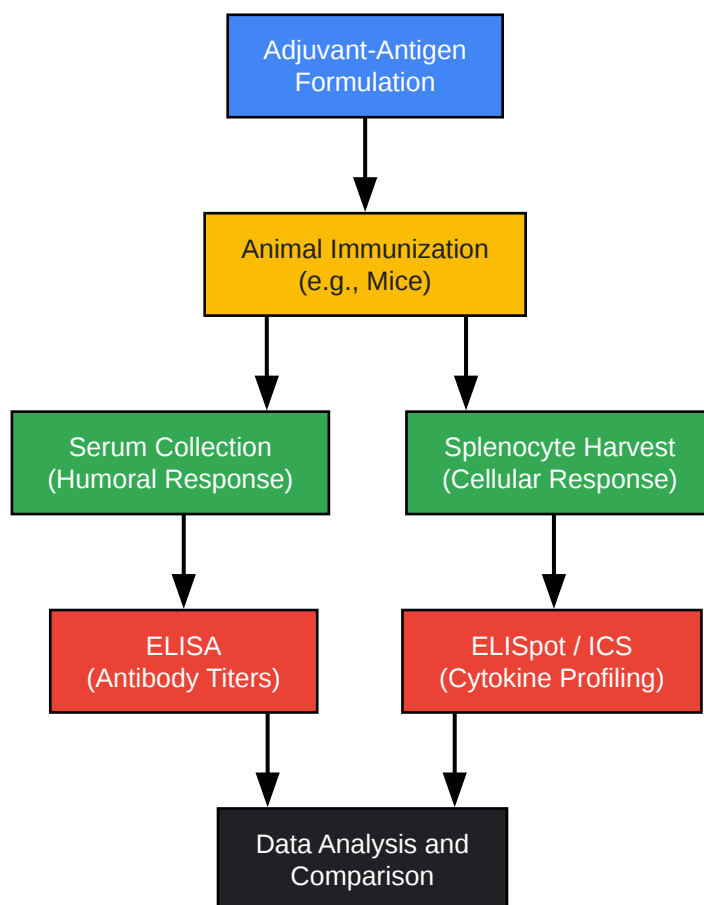 Adjuvant-Antigen
Formulation
Animal Immunization
(e.g., Mice)
Serum Collection
(Humoral Response)
Splenocyte Harvest
(Cellular Response)
ELISA
(Antibody Titers)
ELISpot / ICS
(Cytokine Profiling)
Data Analysis and
Comparison